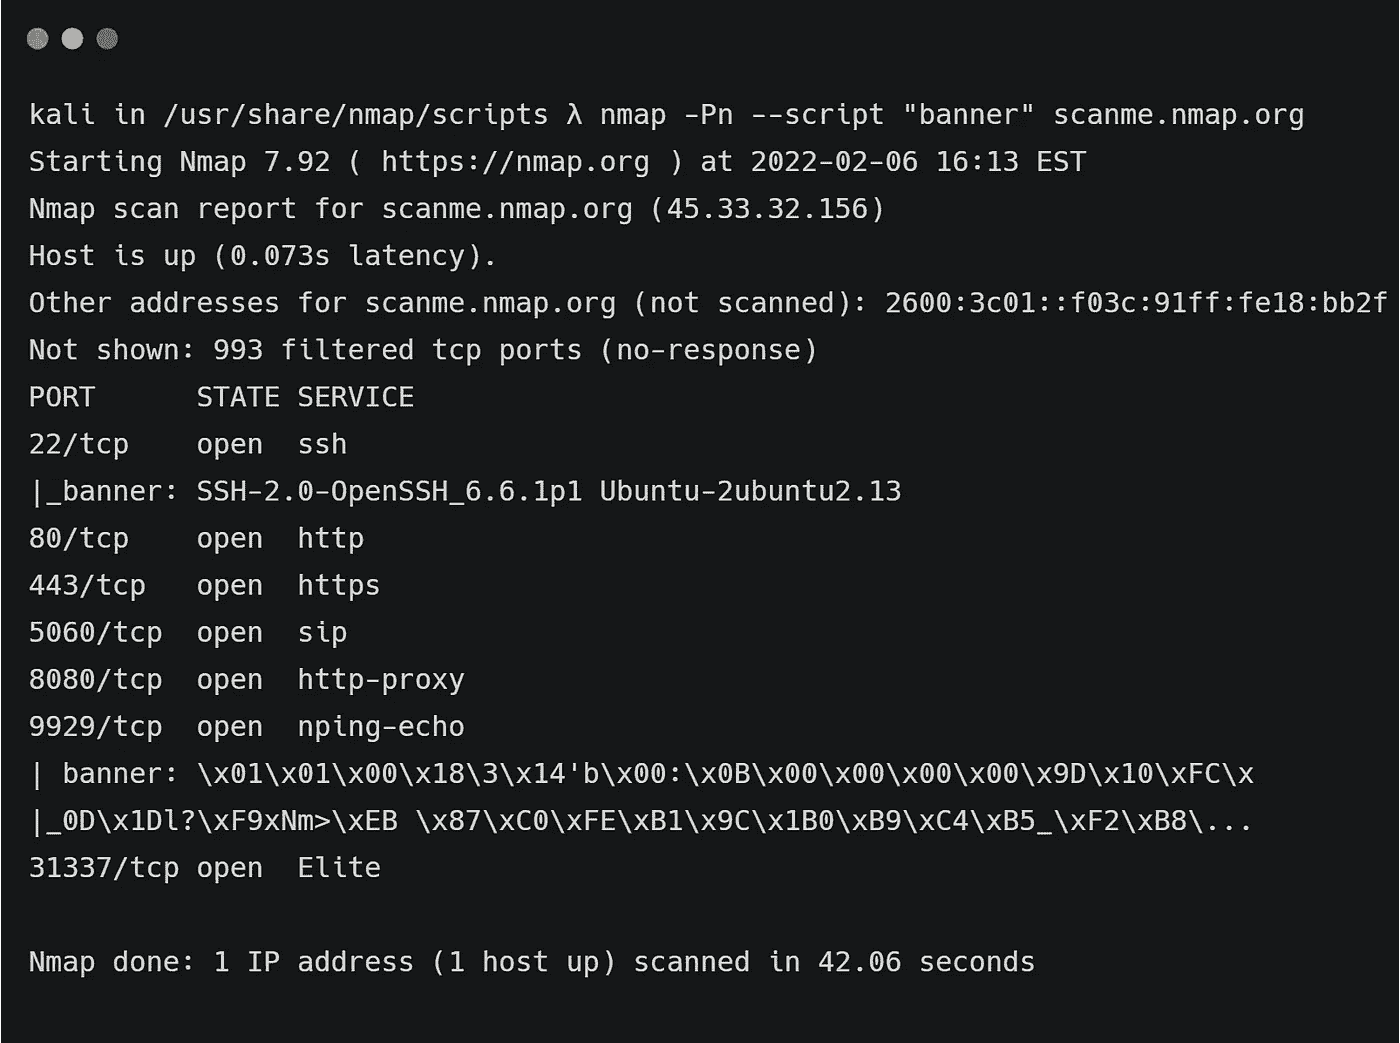 kali in /usr/share/nmap/scripts λ nmap -Pn --script "banner" scanme.nmap.org
Starting Nmap 7.92 ( https://nmap.org ) at 2022-02-06 16:13 EST
Nmap scan report for scanme.nmap.org (45.33.32.156)
Host is up (0.073s latency).
Other addresses for scanme.nmap.org (not scanned): 2600:3c01::f03c:91ff:fe18:bb2f
Not shown: 993 filtered tcp ports (no-response)
PORT      STATE SERVICE
22/tcp    open  ssh
|_banner: SSH-2.0-OpenSSH_6.6.1p1 Ubuntu-2ubuntu2.13
80/tcp    open  http
443/tcp   open  https
5060/tcp  open  sip
8080/tcp  open  http-proxy
9929/tcp  open  nping-echo
| banner: \x01\x01\x00\x18\3\x14'b\x00:\x0B\x00\x00\x00\x00\x9D\x10\xFC\x
|_0D\x1Dl?\xF9xNm>\xEB \x87\xC0\xFE\xB1\x9C\x1B0\xB9\xC4\xB5_\xF2\xB8\...
31337/tcp open  Elite
Nmap done: 1 IP address (1 host up) scanned in 42.06 seconds